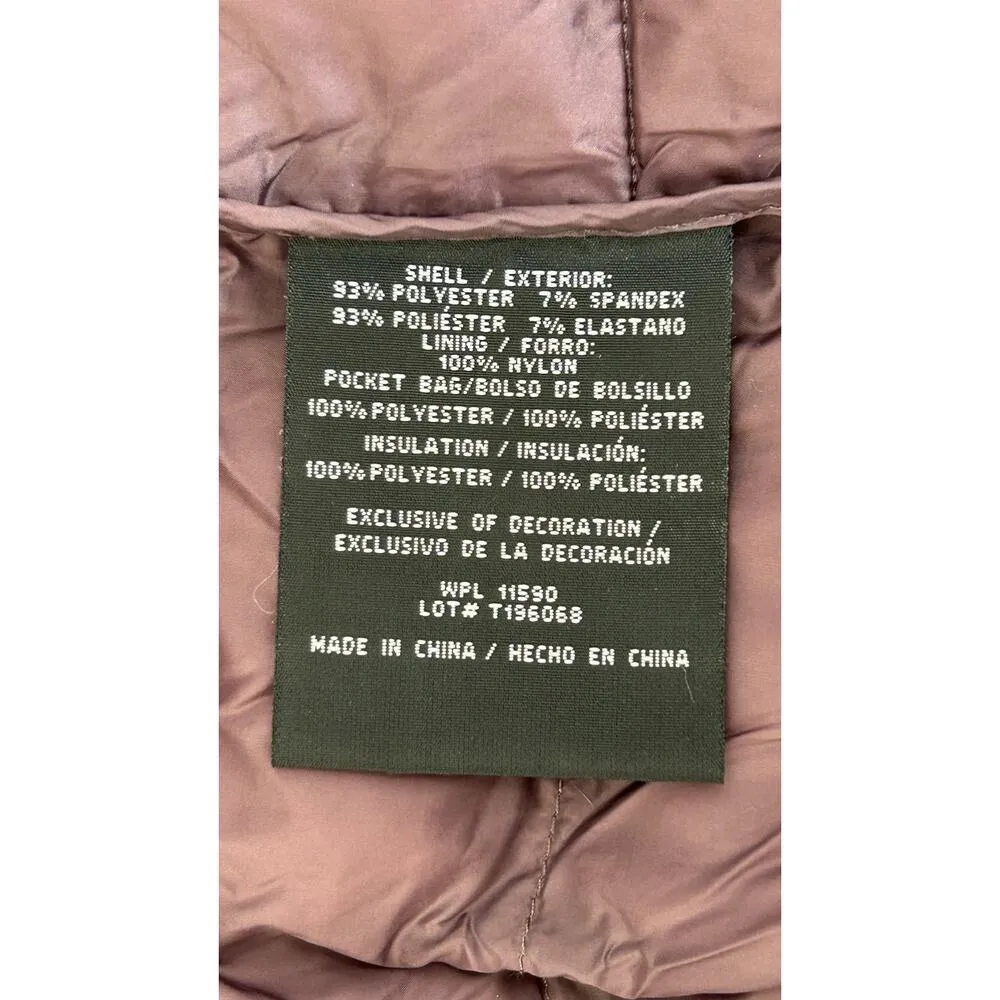 SHELL / EXTERIOR:
93% POLYESTER 7% SPANDEX
93% POLIÉSTER 7% ELASTANO
LINING / FORRO:
100% NYLON
POCKET BAG/BOLSO DE BOLSILLO
100% POLYESTER / 100% POLIÉSTER
INSULATION / INSULACIÓN:
100% POLYESTER / 100% POLIÉSTER
EXCLUSIVE OF DECORATION /
EXCLUSIVO DE LA DECORACIÓN
WPL 11590
LOT# T196068
MADE IN CHINA / HECHO EN CHINA